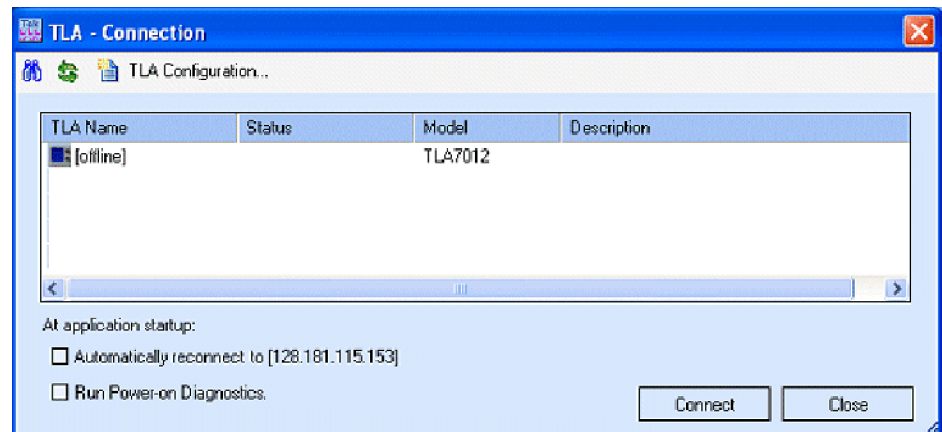 TLA - Connection
TLA Configuration...
TLA Name Status Model Description
[offline] TLA7012
At application startup:
Automatically reconnect to [128.181.115.153]
Run Power-on Diagnostics.
Connect Close